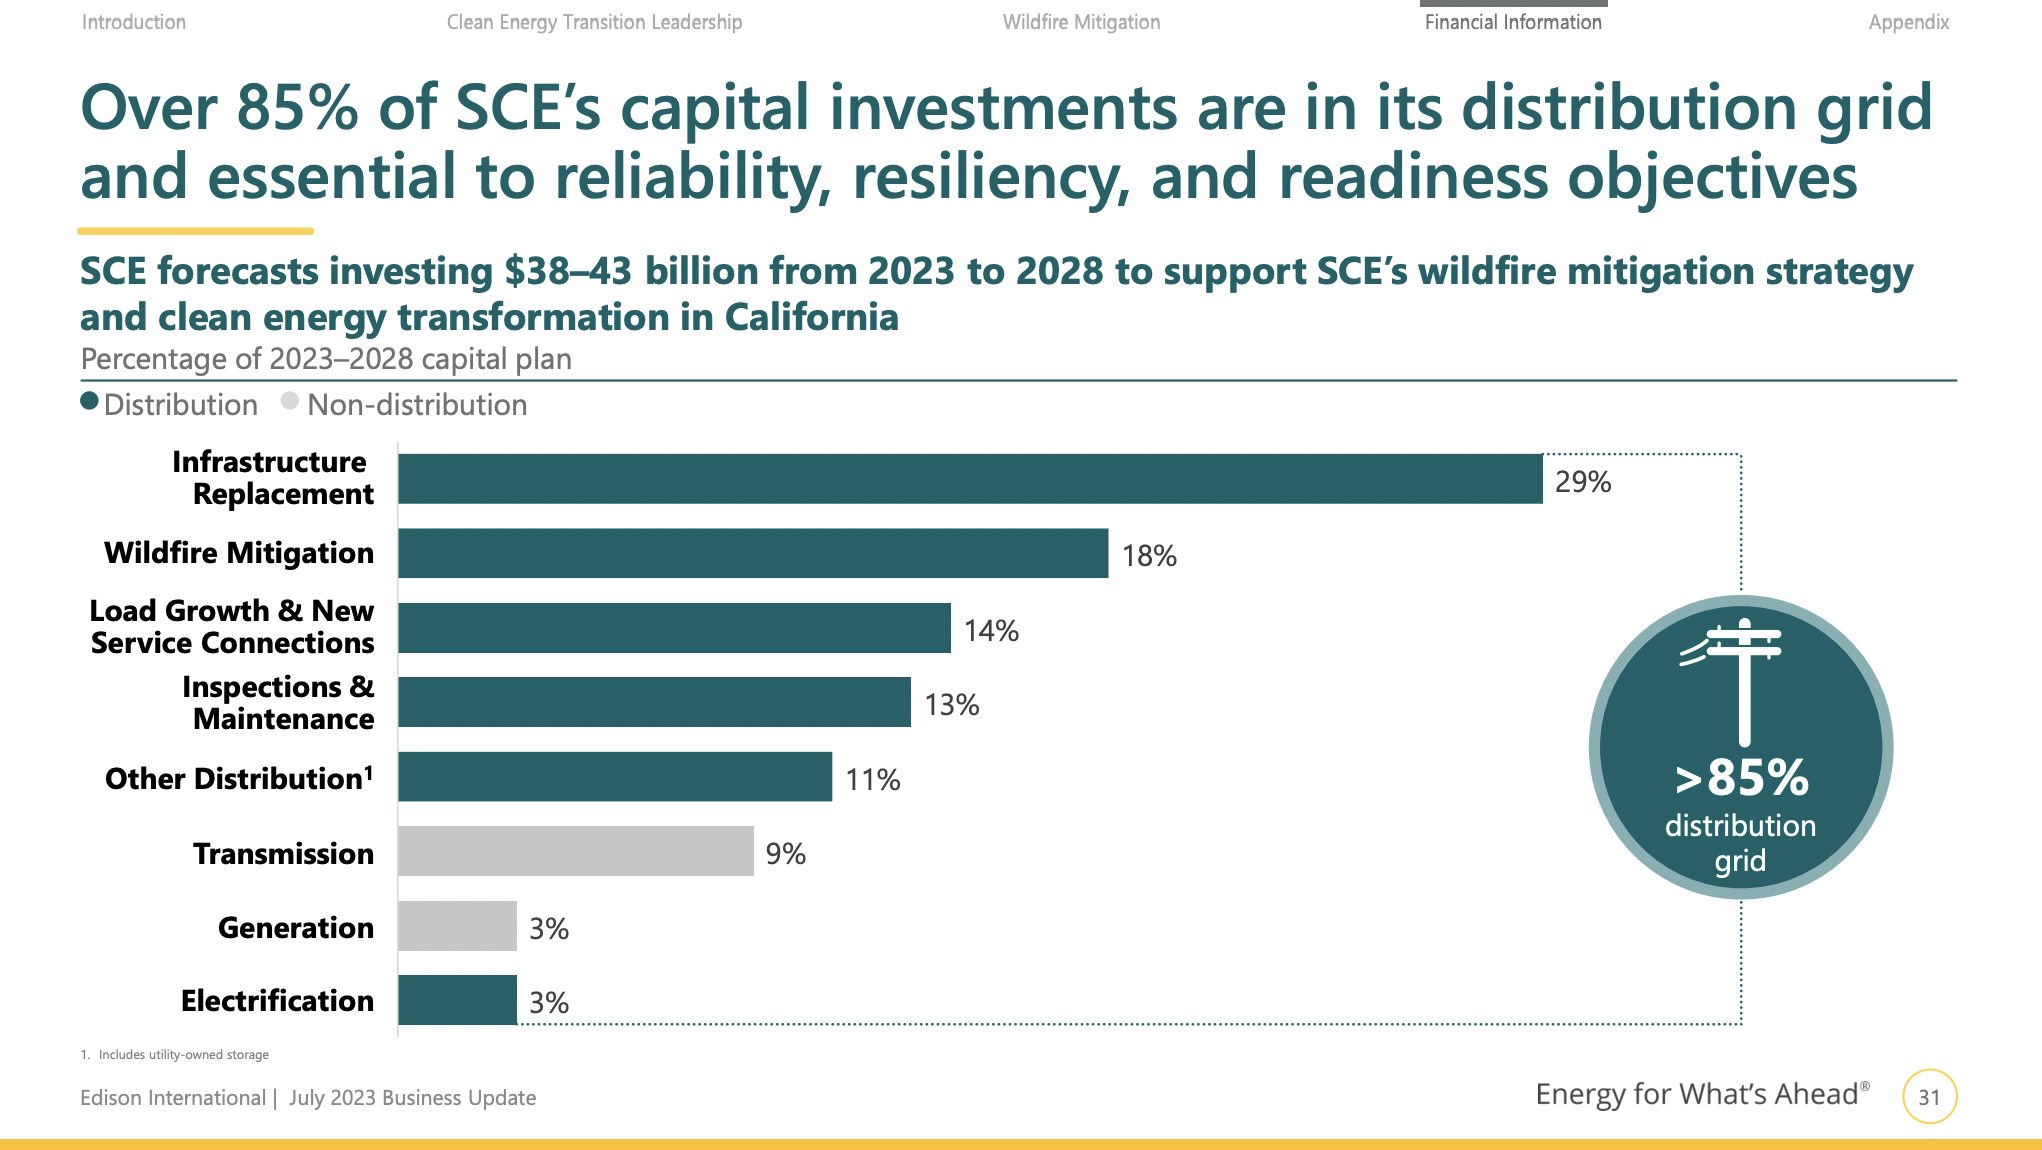 Introduction
Clean Energy Transition Leadership
Wildfire Mitigation
Financial Information
Appendix
Over 85% of SCE’s capital investments are in its distribution grid
and essential to reliability, resiliency, and readiness objectives
SCE forecasts investing $38–43 billion from 2023 to 2028 to support SCE’s wildfire mitigation strategy
and clean energy transformation in California
Percentage of 2023–2028 capital plan
Distribution
Non-distribution
Infrastructure
Replacement
29%
Wildfire Mitigation
18%
Load Growth & New
Service Connections
14%
Inspections &
Maintenance
13%
Other Distribution¹
11%
Transmission
9%
Generation
3%
Electrification
3%
>85%
distribution
grid
1. Includes utility-owned storage
Edison International | July 2023 Business Update
Energy for What’s Ahead®
31